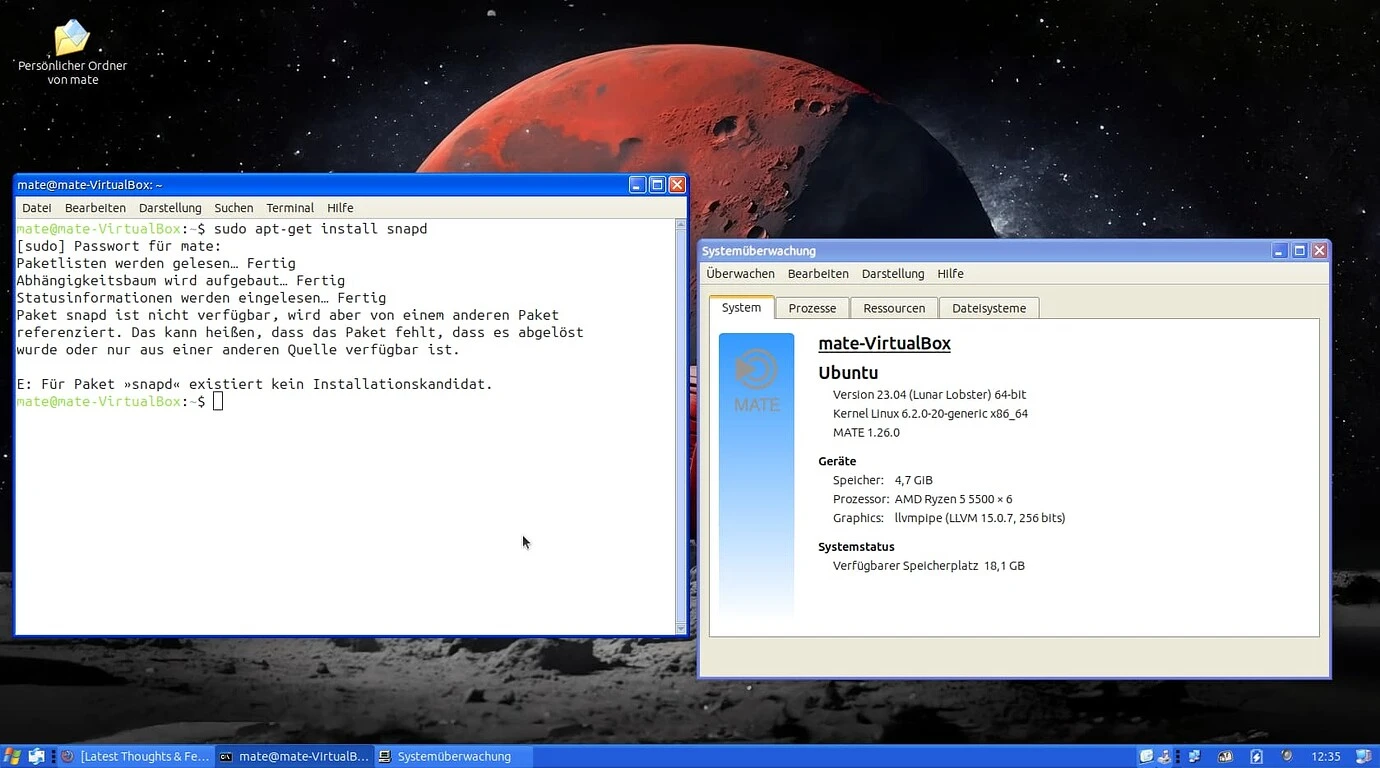 Persönlicher Ordner
von mate
mate@mate-VirtualBox: ~
Datei Bearbeiten Darstellung Suchen Terminal Hilfe
mate@mate-VirtualBox:~$ sudo apt-get install snapd
[sudo] Passwort für mate:
Paketlisten werden gelesen… Fertig
Abhängigkeitsbaum wird aufgebaut… Fertig
Statusinformationen werden eingelesen… Fertig
Paket snapd ist nicht verfügbar, wird aber von einem anderen Paket
referenziert. Das kann heißen, dass das Paket fehlt, dass es abgelöst
wurde oder nur aus einer anderen Quelle verfügbar ist.
E: Für Paket »snapd« existiert kein Installationskandidat.
mate@mate-VirtualBox:~$
Systemüberwachung
Überwachen Bearbeiten Darstellung Hilfe
System Prozesse Ressourcen Dateisysteme
MATE
mate-VirtualBox
Ubuntu
Version 23.04 (Lunar Lobster) 64-bit
Kernel Linux 6.2.0-20-generic x86_64
MATE 1.26.0
Geräte
Speicher: 4,7 GiB
Prozessor: AMD Ryzen 5 5500 × 6
Graphics: llvmpipe (LLVM 15.0.7, 256 bits)
Systemstatus
Verfügbarer Speicherplatz 18,1 GB
[Latest Thoughts & Fe... mate@mate-VirtualB... Systemüberwachung 12:35